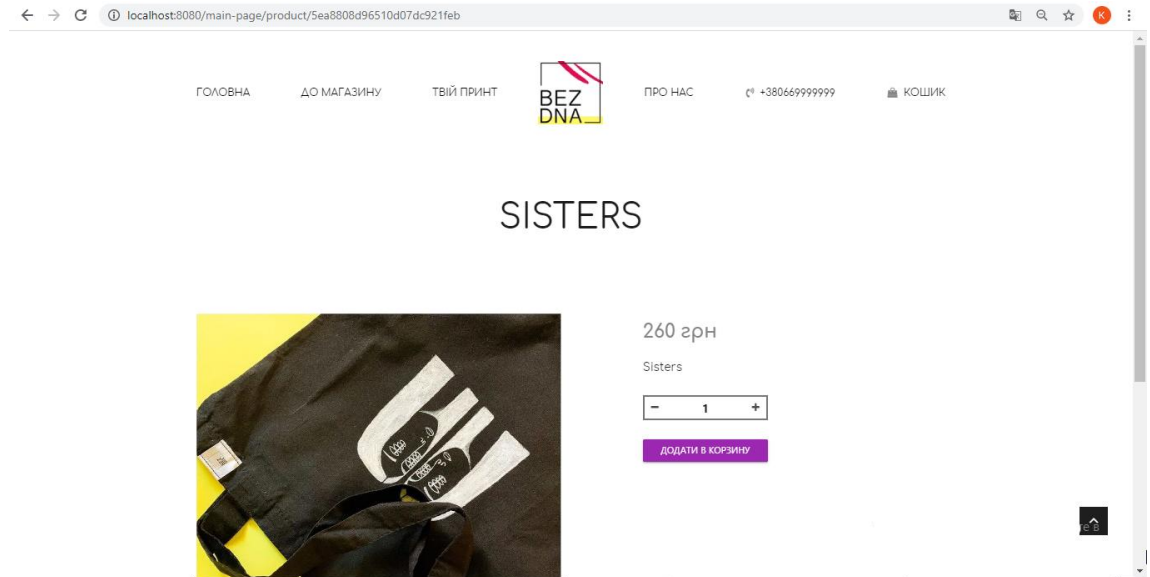 localhost:8080/main-page/product/5ea8808d96510d07dc921feb
K
ГОЛОВНА
ДО МАГАЗИНУ
ТВІЙ ПРИНТ
BEZ
DNA
ПРО НАС
+380669999999
КОШИК
SISTERS
260 грн
Sisters
− 1 +
ДОДАТИ В КОРЗИНУ